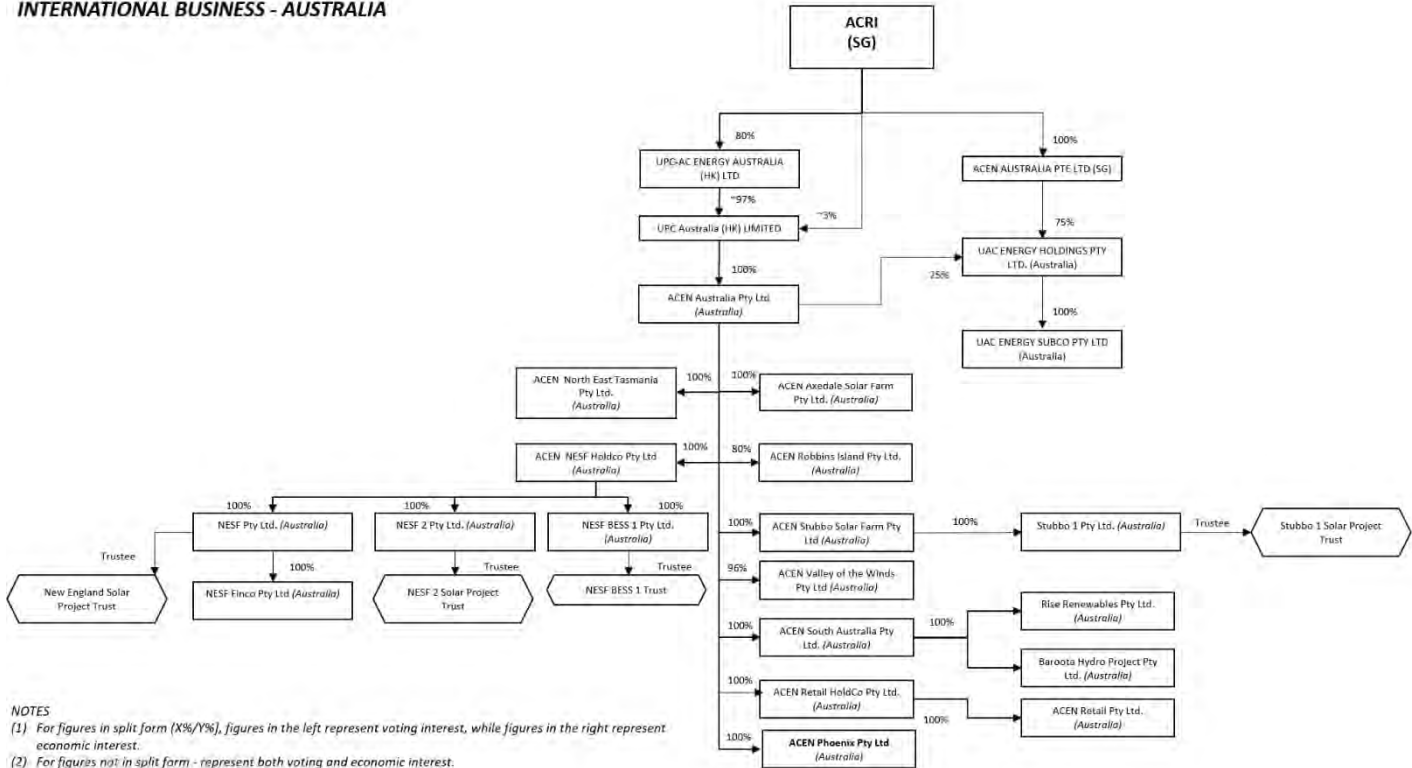 INTERNATIONAL BUSINESS - AUSTRALIA
ACRI
(SG)
80%
100%
UPC-AC ENERGY AUSTRALIA
(HK) LTD
ACEN AUSTRALIA PTE LTD (SG)
~97%
~3%
75%
UPC Australia (HK) LIMITED
UAC ENERGY HOLDINGS PTY
LTD. (Australia)
100%
25%
ACEN Australia Pty Ltd
(Australia)
100%
UAC ENERGY SUBCO PTY LTD
(Australia)
ACEN North East Tasmania
Pty Ltd.
(Australia)
100%
100%
ACEN Axedale Solar Farm
Pty Ltd. (Australia)
ACEN NESF Holdco Pty Ltd
(Australia)
100%
80%
ACEN Robbins Island Pty Ltd.
(Australia)
100%
100%
100%
NESF Pty Ltd. (Australia)
NESF 2 Pty Ltd. (Australia)
NESF BESS 1 Pty Ltd.
(Australia)
100%
ACEN Stubbo Solar Farm Pty
Ltd (Australia)
100%
Stubbo 1 Pty Ltd. (Australia)
Trustee
Stubbo 1 Solar Project
Trust
Trustee
100%
Trustee
Trustee
New England Solar
Project Trust
NESF Finco Pty Ltd (Australia)
NESF 2 Solar Project
Trust
NESF BESS 1 Trust
96%
ACEN Valley of the Winds
Pty Ltd (Australia)
100%
ACEN South Australia Pty
Ltd. (Australia)
100%
Rise Renewables Pty Ltd.
(Australia)
Baroota Hydro Project Pty
Ltd. (Australia)
100%
ACEN Retail HoldCo Pty Ltd.
(Australia)
100%
ACEN Retail Pty Ltd.
(Australia)
100%
ACEN Phoenix Pty Ltd
(Australia)
NOTES
(1) For figures in split form (X%/Y%), figures in the left represent voting interest, while figures in the right represent
economic interest.
(2) For figures not in split form - represent both voting and economic interest.